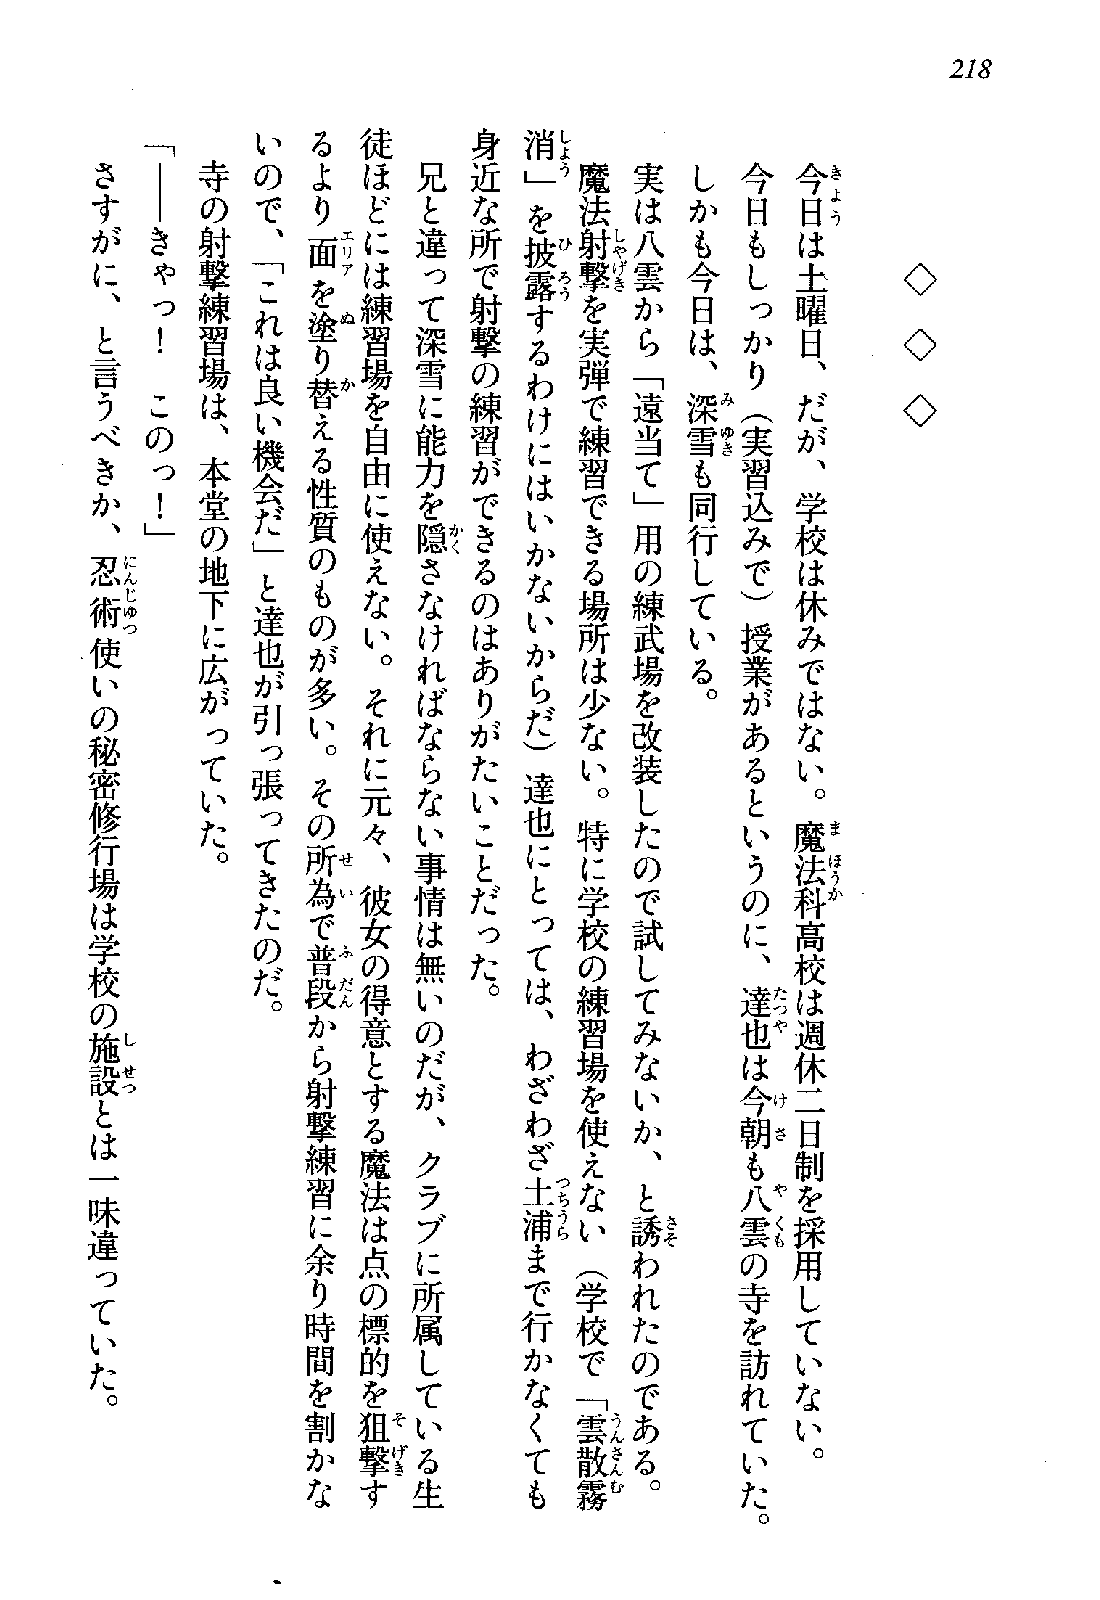 218
◇ ◇ ◇
今日は土曜日、だが、学校は休みではない。魔法科高校は週休二日制を採用していない。
今日もしっかり（実習込みで）授業があるというのに、達也は今朝も八雲の寺を訪れていた。
しかも今日は、深雪も同行している。
実は八雲から「遠当て」用の練武場を改装したので試してみないか、と誘われたのである。
魔法射撃を実弾で練習できる場所は少ない。特に学校の練習場を使えない（学校で「雲散霧
消」を披露するわけにはいかないからだ）達也にとっては、わざわざ土浦まで行かなくても
身近な所で射撃の練習ができるのはありがたいことだった。
兄と違って深雪に能力を隠さなければならない事情は無いのだが、クラブに所属している生
徒ほどには練習場を自由に使えない。それに元々、彼女の得意とする魔法は点の標的を狙撃す
るより面を塗り替える性質のものが多い。その所為で普段から射撃練習に余り時間を割かな
いので、「これは良い機会だ」と達也が引っ張ってきたのだ。
寺の射撃練習場は、本堂の地下に広がっていた。
「――きゃっ！　このっ！」
さすがに、と言うべきか、忍術使いの秘密修行場は学校の施設とは一味違っていた。